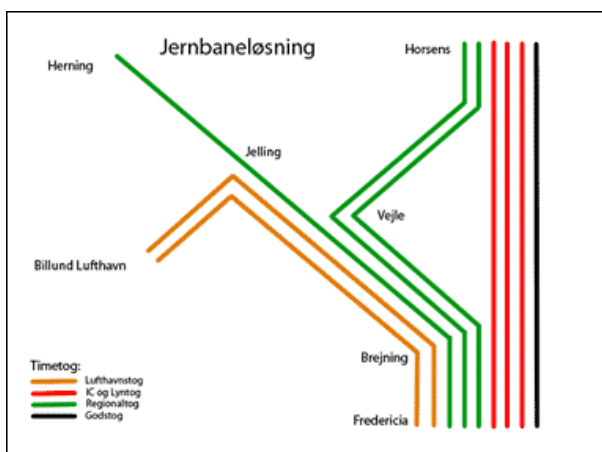 Jernbaneløsning
Herning
Horsens
Jelling
Vejle
Billund Lufthavn
Brejning
Fredericia
Timetog:
Lufthavnstog
IC og Lyntog
Regionaltog
Godstog